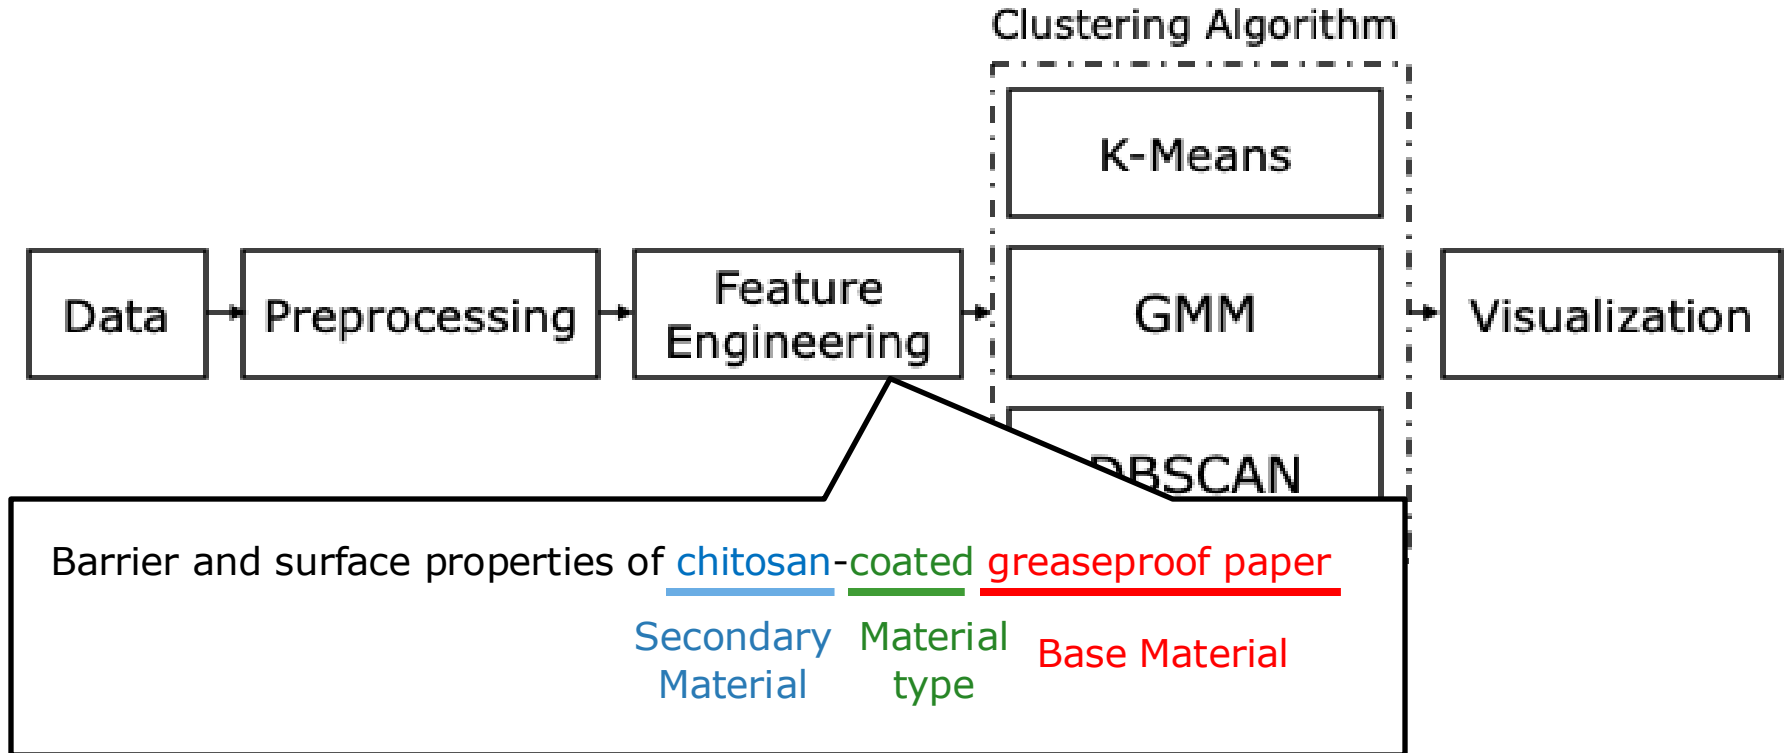 Clustering Algorithm
K-Means
Data
Preprocessing
Feature
Engineering
GMM
Visualization
DBSCAN
Barrier and surface properties of chitosan-coated greaseproof paper
Secondary
Material
Material
type
Base Material